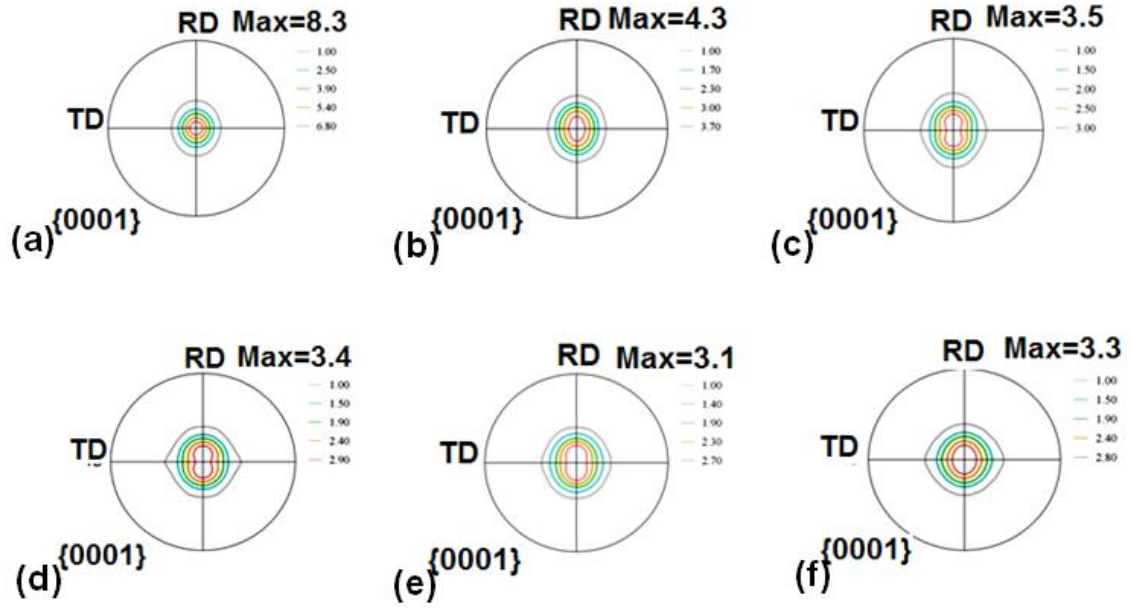 RD Max=8.3
1.00
2.50
3.90
5.40
6.80
TD
{0001}
(a)
RD Max=4.3
1.00
1.70
2.30
3.00
3.70
TD
{0001}
(b)
RD Max=3.5
1.00
1.50
2.00
2.50
3.00
TD
{0001}
(c)
RD Max=3.4
1.00
1.50
1.90
2.40
2.90
TD
{0001}
(d)
RD Max=3.1
1.00
1.40
1.90
2.30
2.70
TD
{0001}
(e)
RD Max=3.3
1.00
1.50
1.90
2.40
2.80
TD
{0001}
(f)